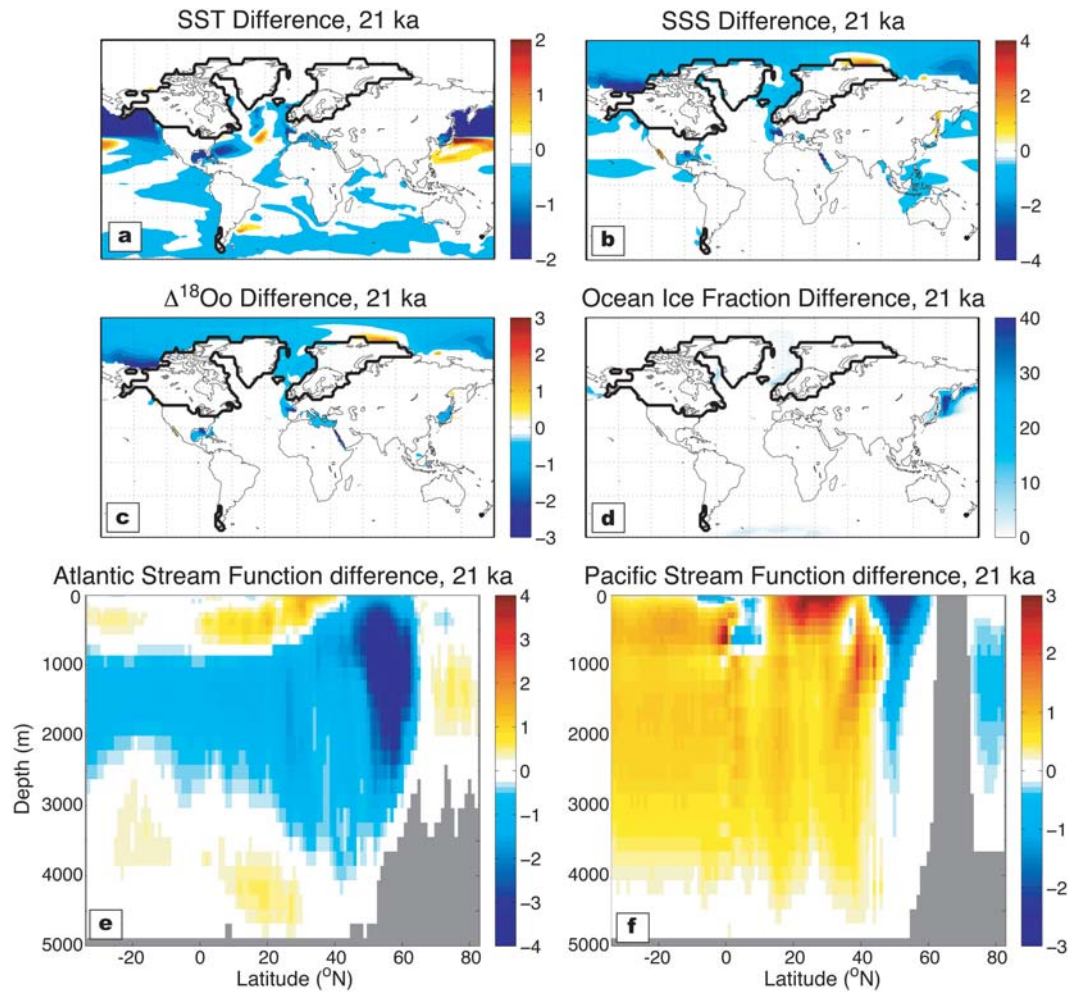 SST Difference, 21 ka
SSS Difference, 21 ka
2
1
0
-1
-2
a
4
2
0
-2
-4
b
Δ18Oo Difference, 21 ka
Ocean Ice Fraction Difference, 21 ka
3
2
1
0
-1
-2
-3
c
40
30
20
10
0
d
Atlantic Stream Function difference, 21 ka
Pacific Stream Function difference, 21 ka
0
1000
2000
3000
4000
5000
Depth (m)
e
-20 0 20 40 60 80
Latitude (oN)
4
3
2
1
0
-1
-2
-3
-4
0
1000
2000
3000
4000
5000
f
-20 0 20 40 60 80
Latitude (oN)
3
2
1
0
-1
-2
-3